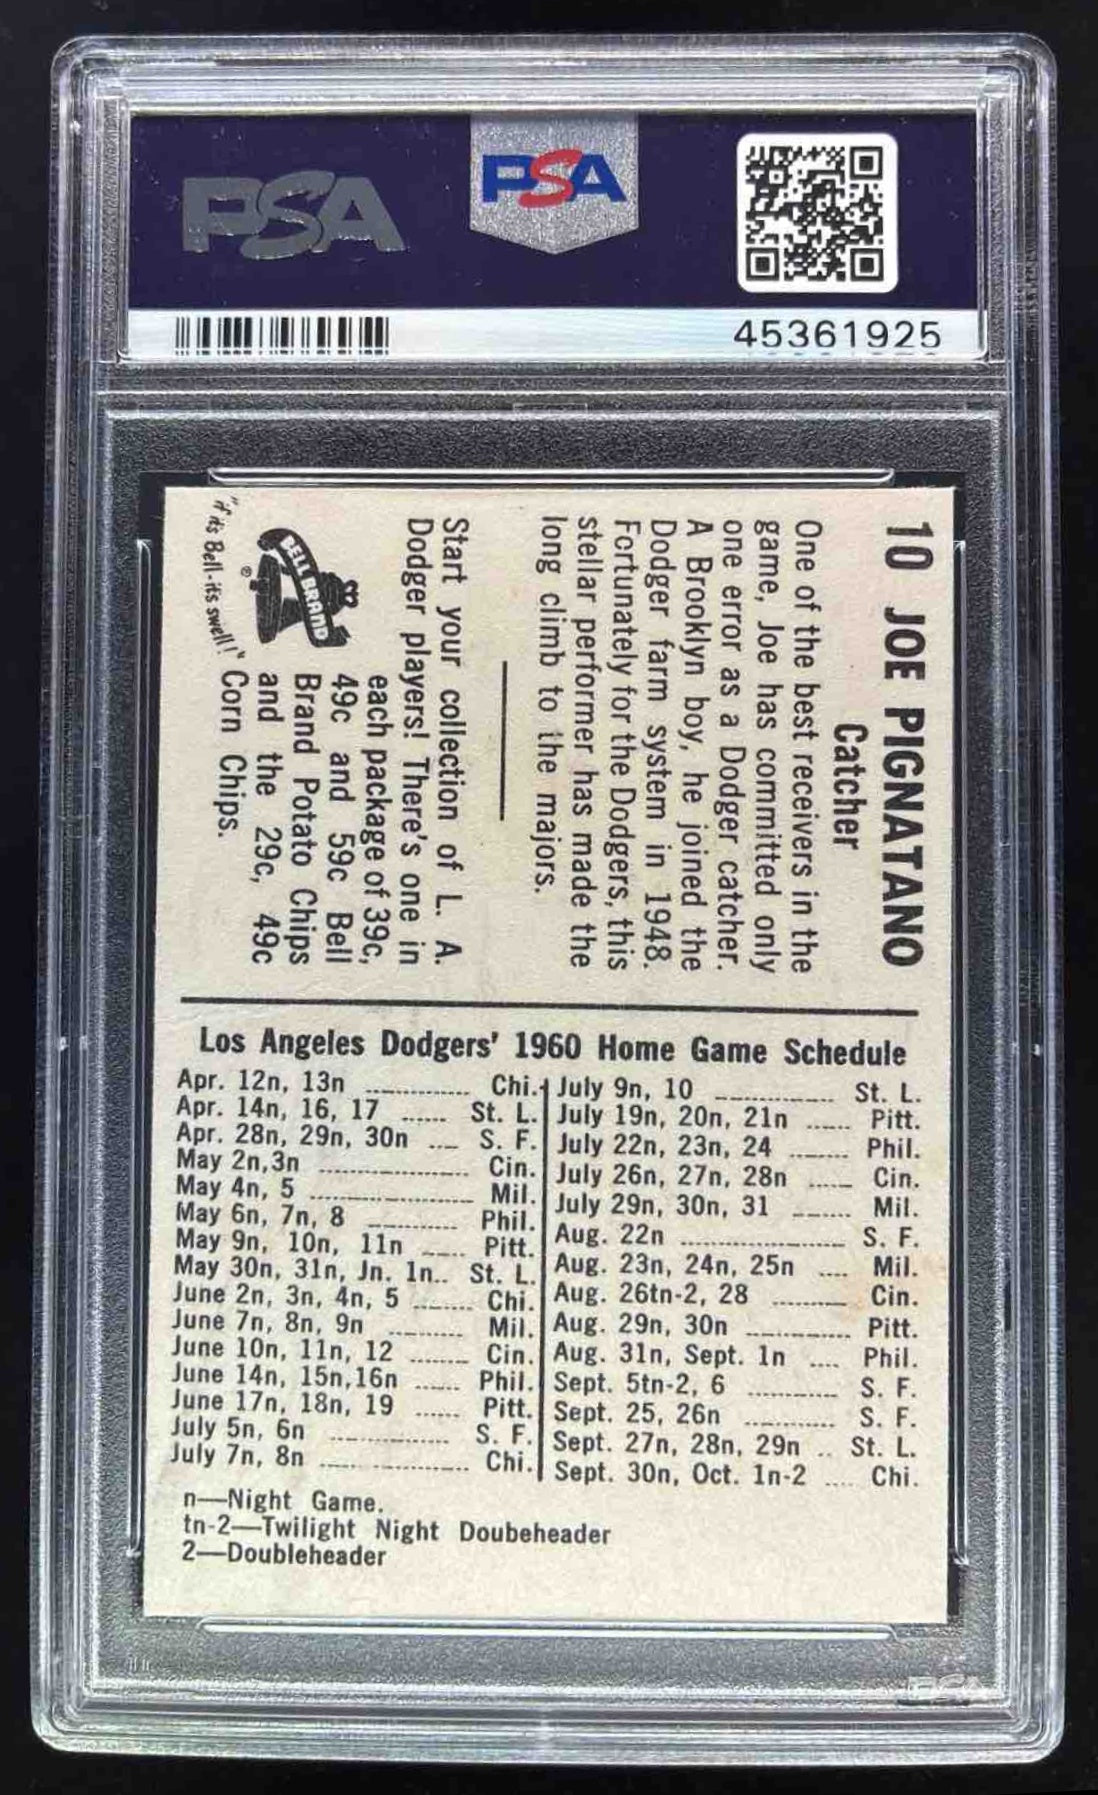 PSA
PSA
45361925
10 JOE PIGNATANO
Catcher
One of the best receivers in the
game, Joe has committed only
one error as a Dodger catcher.
A Brooklyn boy, he joined the
Dodger farm system in 1948.
Fortunately for the Dodgers, this
stellar performer has made the
long climb to the majors.
Start your collection of L. A.
Dodger players! There's one in
each package of 39c,
49c and 59c Bell
Brand Potato Chips
and the 29c, 49c
Corn Chips.
BELL BRAND
®
"if it's Bell-it's swell!"
Los Angeles Dodgers' 1960 Home Game Schedule
Apr. 12n, 13n ............ Chi.
Apr. 14n, 16, 17 ...... St. L.
Apr. 28n, 29n, 30n .... S. F.
May 2n,3n .................. Cin.
May 4n, 5 .................... Mil.
May 6n, 7n, 8 ........... Phil.
May 9n, 10n, 11n ..... Pitt.
May 30n, 31n, Jn. 1n.. St. L.
June 2n, 3n, 4n, 5 ....... Chi.
June 7n, 8n, 9n ......... Mil.
June 10n, 11n, 12 ....... Cin.
June 14n, 15n,16n ...... Phil.
June 17n, 18n, 19 ...... Pitt.
July 5n, 6n .............. S. F.
July 7n, 8n .................. Chi.
July 9n, 10 .............. St. L.
July 19n, 20n, 21n ...... Pitt.
July 22n, 23n, 24 ....... Phil.
July 26n, 27n, 28n ..... Cin.
July 29n, 30n, 31 ....... Mil.
Aug. 22n .................... S. F.
Aug. 23n, 24n, 25n .... Mil.
Aug. 26tn-2, 28 ......... Cin.
Aug. 29n, 30n ............ Pitt.
Aug. 31n, Sept. 1n .... Phil.
Sept. 5tn-2, 6 ........... S. F.
Sept. 25, 26n ........... S. F.
Sept. 27n, 28n, 29n .. St. L.
Sept. 30n, Oct. 1n-2 .... Chi.
n—Night Game.
tn-2—Twilight Night Doubeheader
2—Doubleheader
PSA